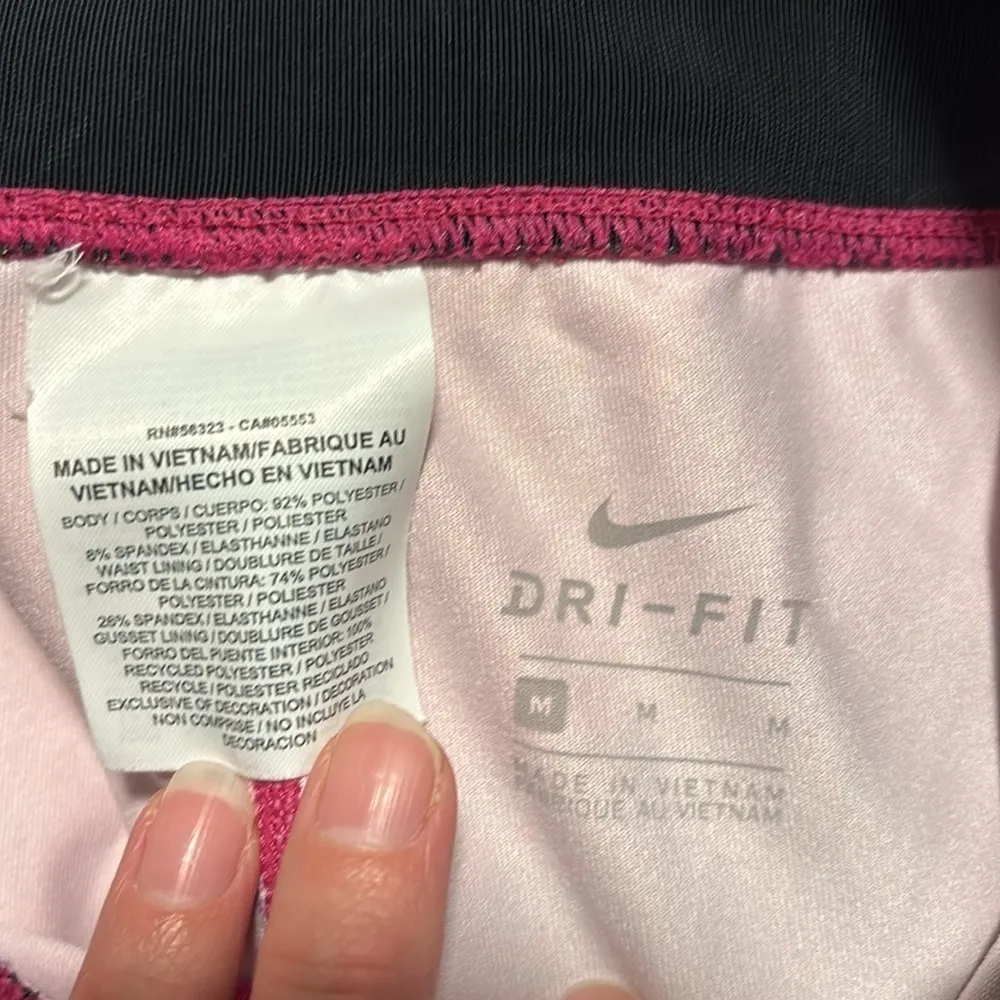 RN#56323 - CA#05553
MADE IN VIETNAM/FABRIQUE AU
VIETNAM/HECHO EN VIETNAM
BODY / CORPS / CUERPO: 92% POLYESTER /
POLYESTER / POLIESTER
8% SPANDEX / ELASTHANNE / ELASTANO
WAIST LINING / DOUBLURE DE TAILLE /
FORRO DE LA CINTURA: 74% POLYESTER /
POLYESTER / POLIESTER
26% SPANDEX / ELASTHANNE / ELASTANO
GUSSET LINING / DOUBLURE DE GOUSSET /
FORRO DEL PUENTE INTERIOR: 100%
RECYCLED POLYESTER / POLYESTER
RECYCLE / POLIESTER RECICLADO
EXCLUSIVE OF DECORATION / DECORATION
NON COMPRISE / NO INCLUYE LA
DECORACION
DRI-FIT
M M M
MADE IN VIETNAM
AU VIETNAM